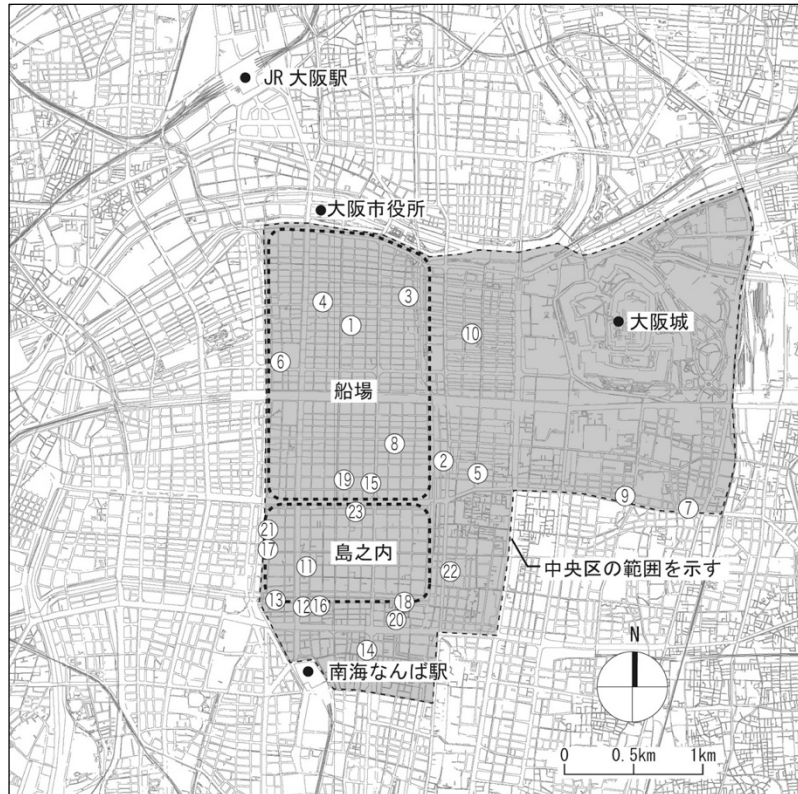 JR 大阪駅
大阪市役所
③
④
①
⑩
大阪城
⑥
船場
⑧
②
⑤
⑲
⑮
⑨
⑦
㉓
㉑
⑰
島之内
⑪
㉒
中央区の範囲を示す
⑬
⑫
⑯
⑱
⑳
⑭
南海なんば駅
N
0 0.5km 1km